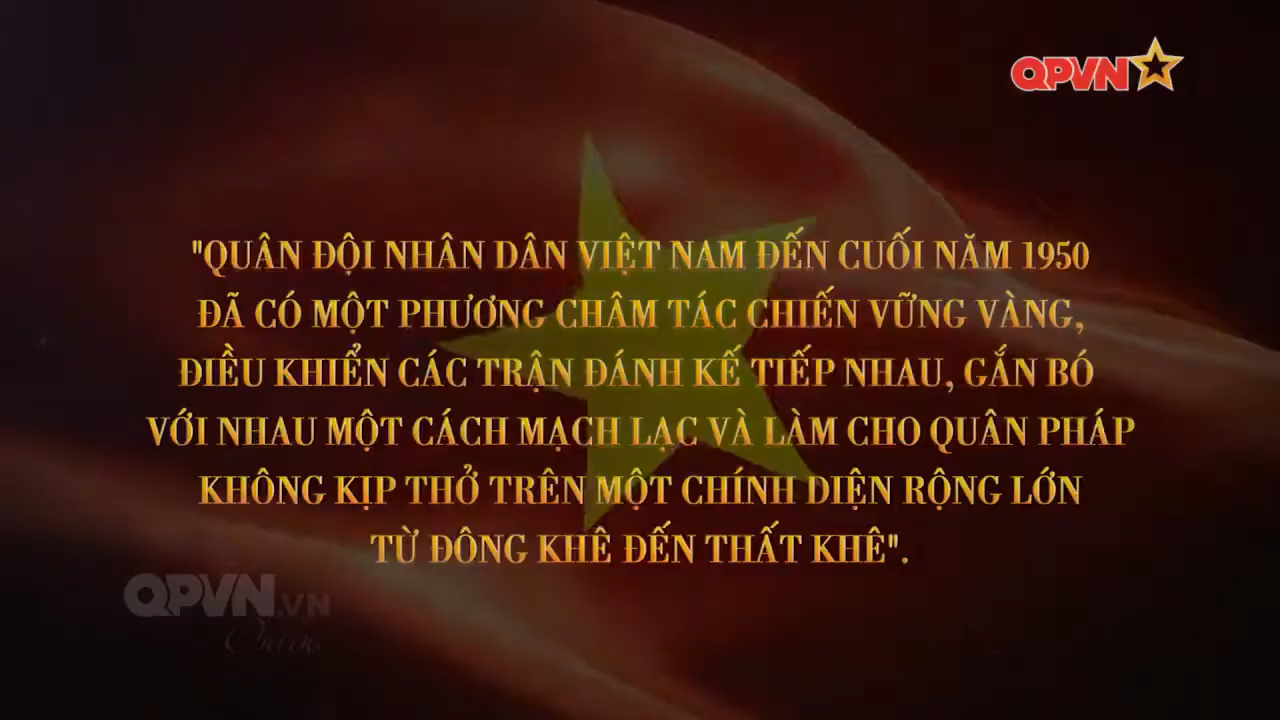 QPVN
"QUÂN ĐỘI NHÂN DÂN VIỆT NAM ĐẾN CUỐI NĂM 1950
ĐÃ CÓ MỘT PHƯƠNG CHÂM TÁC CHIẾN VỮNG VÀNG,
ĐIỀU KHIỂN CÁC TRẬN ĐÁNH KẾ TIẾP NHAU, GẮN BÓ
VỚI NHAU MỘT CÁCH MẠCH LẠC VÀ LÀM CHO QUÂN PHÁP
KHÔNG KỊP THỞ TRÊN MỘT CHÍNH DIỆN RỘNG LỚN
TỪ ĐÔNG KHÊ ĐẾN THẤT KHÊ".
QPVN.VN